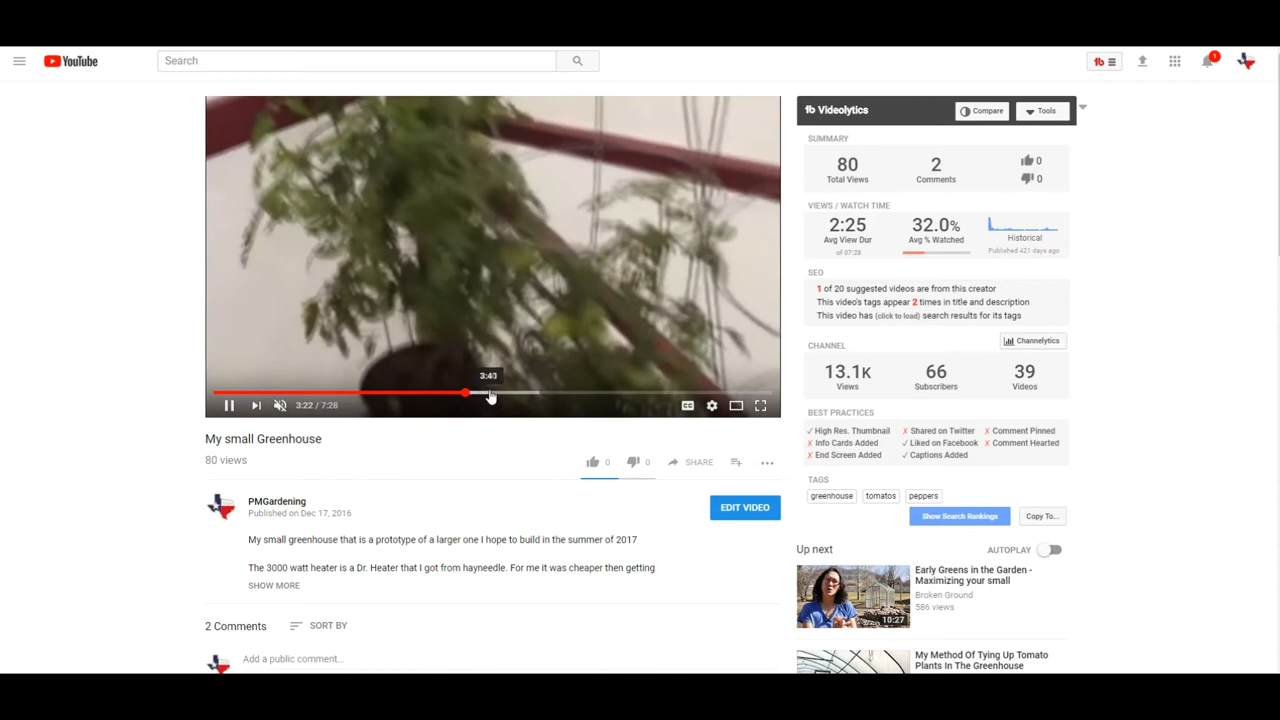 YouTube
Search
1
Videolytics
Compare
Tools
SUMMARY
80
Total Views
2
Comments
0
0
VIEWS / WATCH TIME
2:25
Avg View Dur
of 07:28
32.0%
Avg % Watched
Historical
Published 421 days ago
SEO
1 of 20 suggested videos are from this creator
This video's tags appear 2 times in title and description
This video has (click to load) search results for its tags
CHANNEL
Channelytics
13.1K
Views
66
Subscribers
39
Videos
BEST PRACTICES
✓ High Res. Thumbnail
✗ Shared on Twitter
✗ Comment Pinned
✗ Info Cards Added
✓ Liked on Facebook
✗ Comment Hearted
✗ End Screen Added
✓ Captions Added
TAGS
greenhouse
tomatos
peppers
Show Search Rankings
Copy To...
3:22 / 7:28
CC
My small Greenhouse
80 views
0
0
SHARE
PMGardening
Published on Dec 17, 2016
EDIT VIDEO
My small greenhouse that is a prototype of a larger one I hope to build in the summer of 2017
The 3000 watt heater is a Dr. Heater that I got from hayneedle. For me it was cheaper then getting
SHOW MORE
2 Comments
SORT BY
Add a public comment...
Up next
AUTOPLAY
Early Greens in the Garden -
Maximizing your small
Broken Ground
586 views
10:27
My Method Of Tying Up Tomato
Plants In The Greenhouse